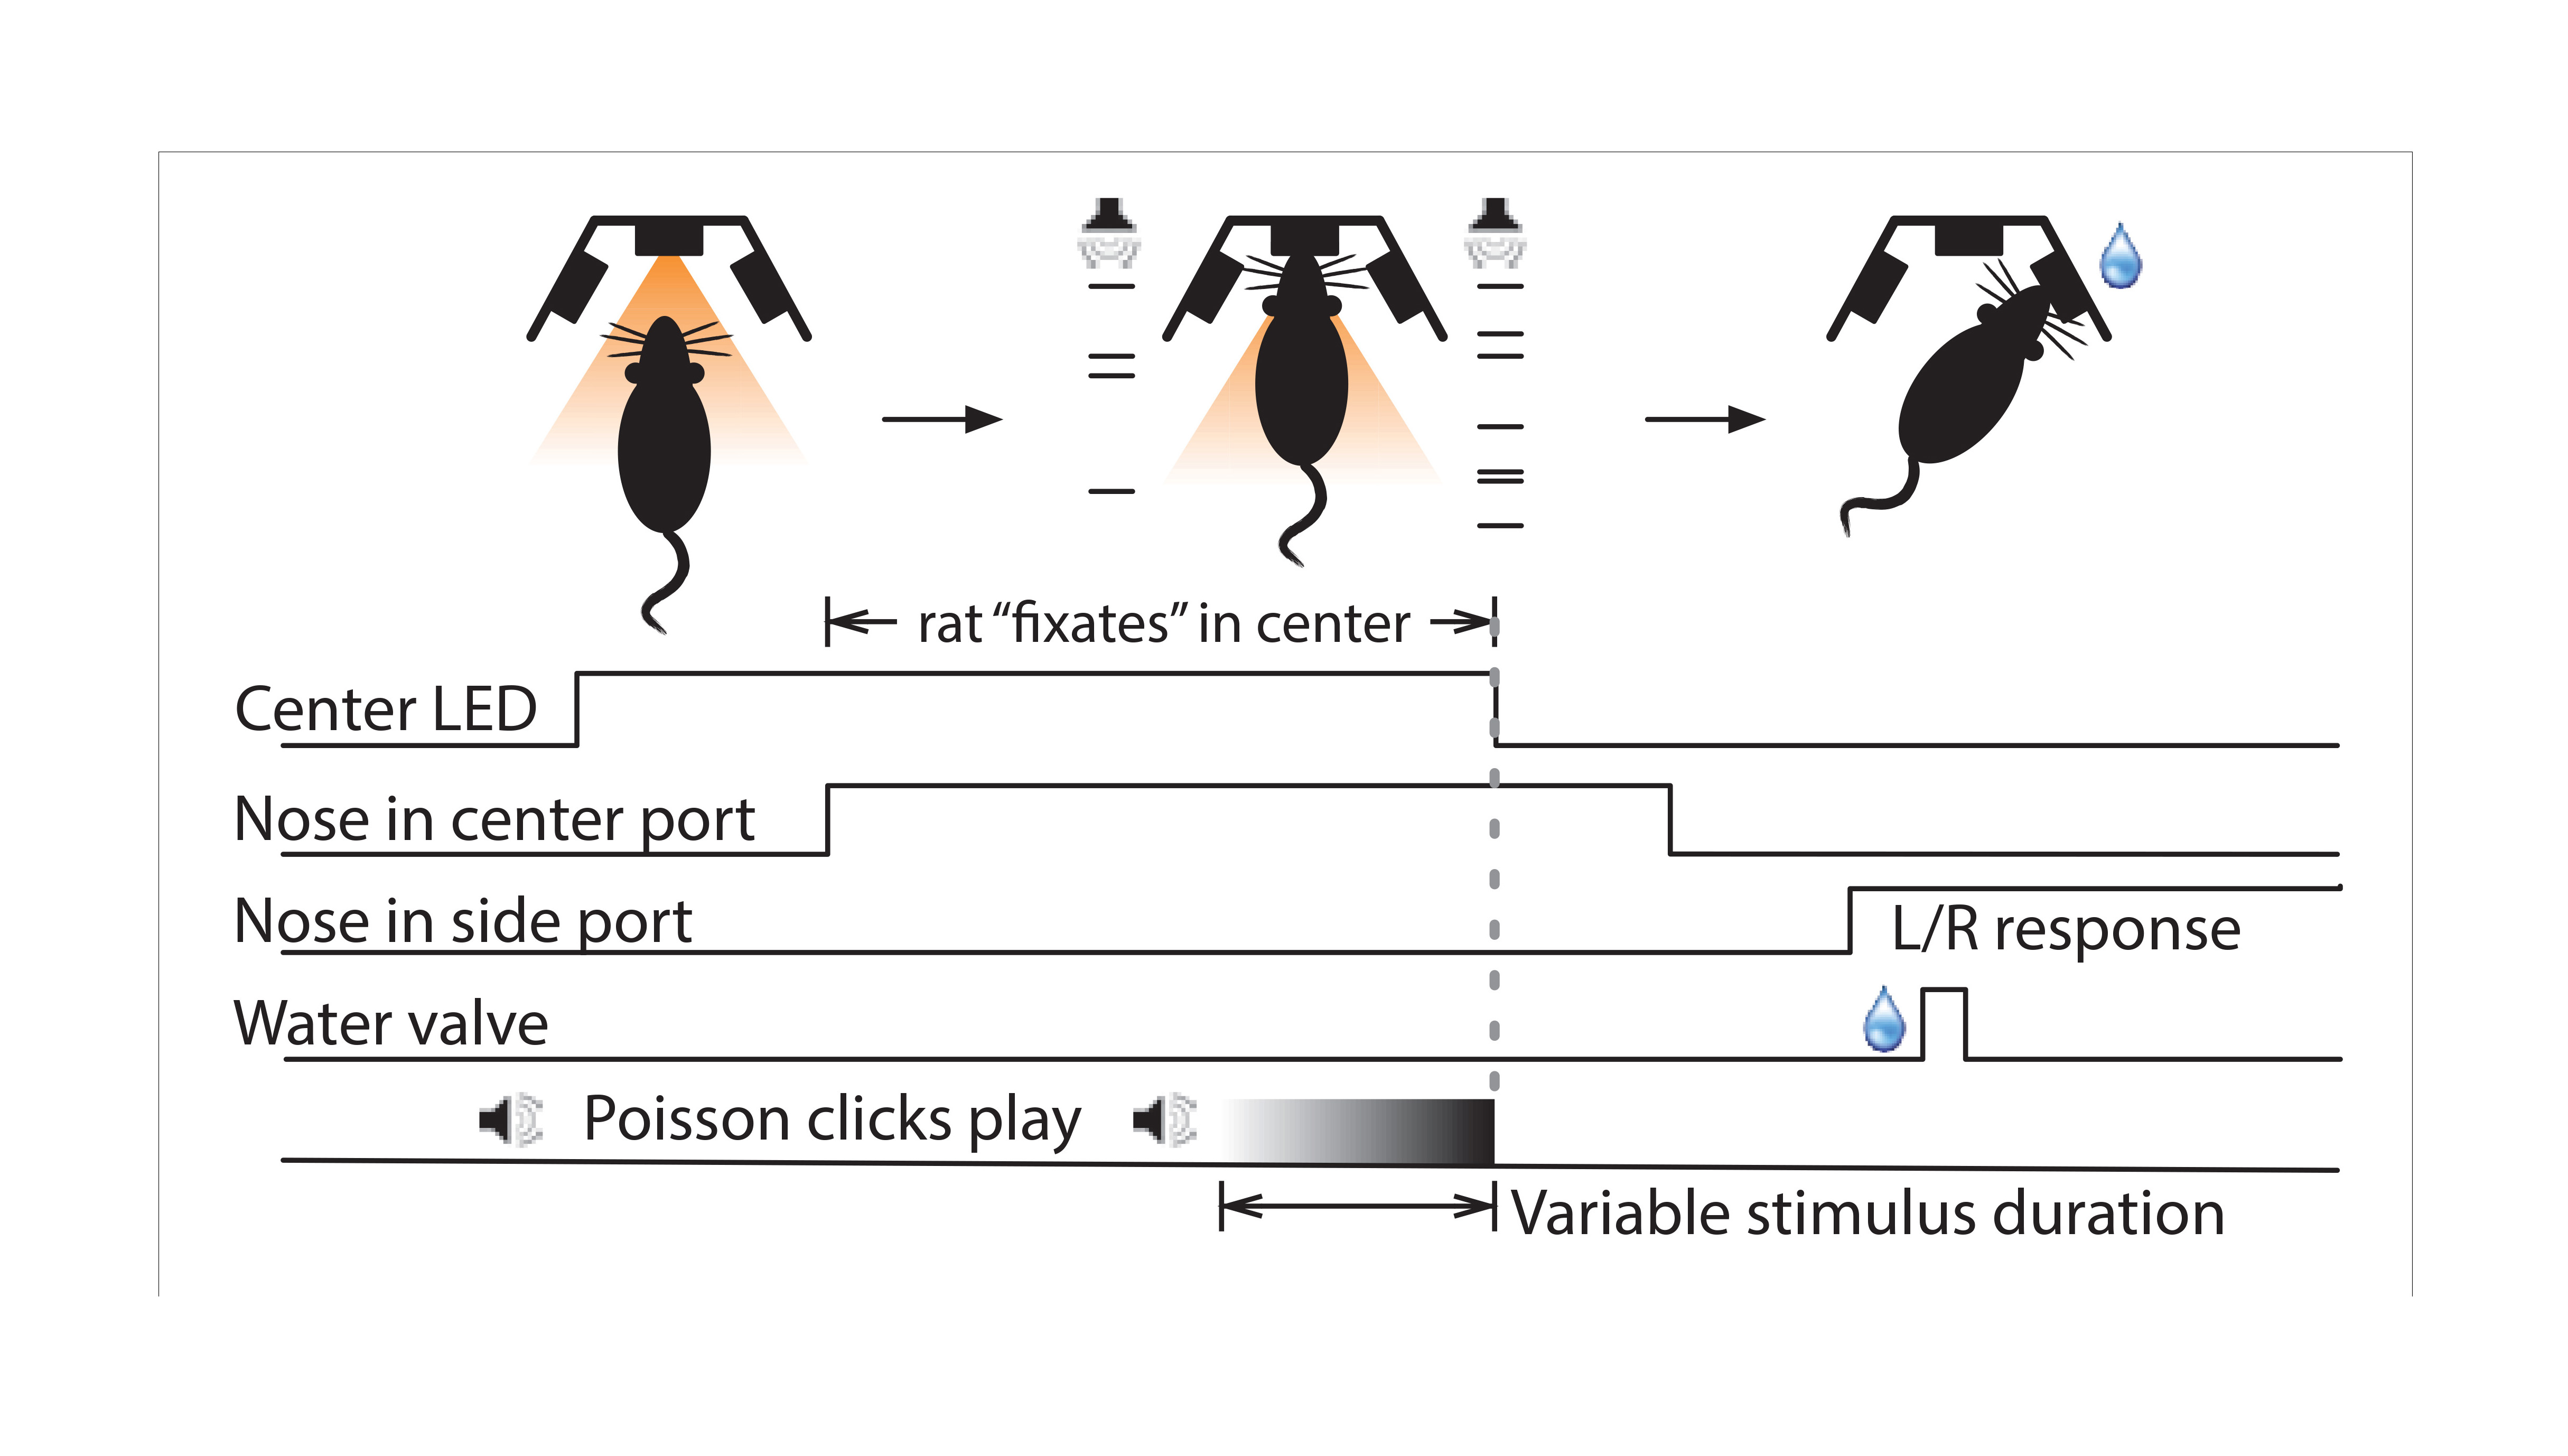 rat “fixates” in center
Center LED
Nose in center port
Nose in side port
L/R response
Water valve
Poisson clicks play
Variable stimulus duration